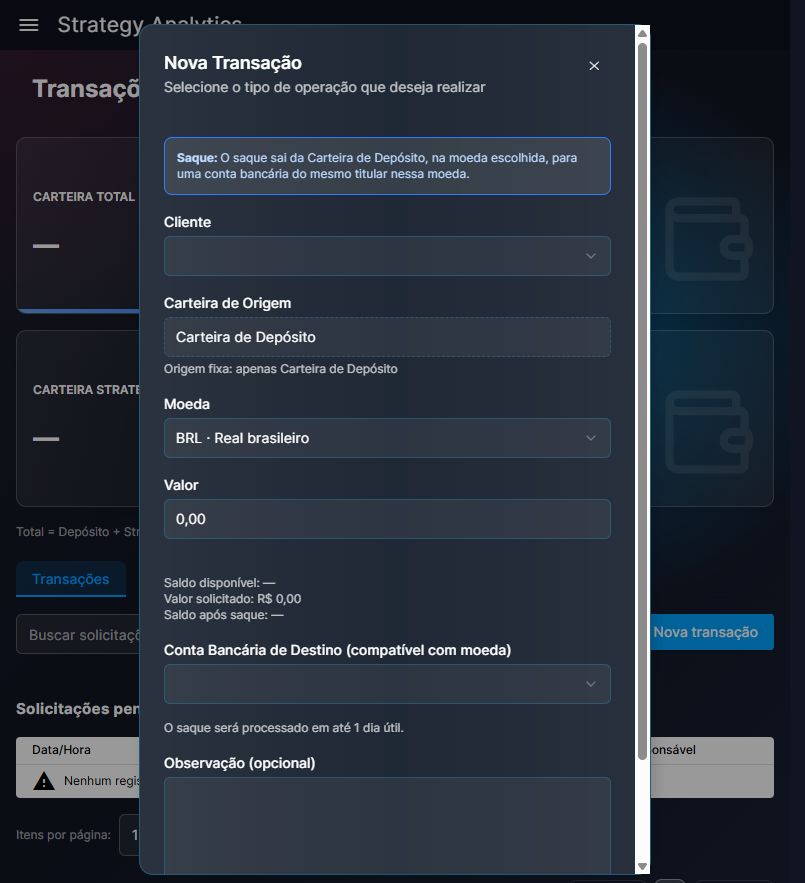 Strategy Analytics
Nova Transação
Selecione o tipo de operação que deseja realizar
Saque: O saque sai da Carteira de Depósito, na moeda escolhida, para
uma conta bancária do mesmo titular nessa moeda.
CARTEIRA TOTAL
—
Cliente
Carteira de Origem
Carteira de Depósito
Origem fixa: apenas Carteira de Depósito
CARTEIRA STRATE
—
Moeda
BRL · Real brasileiro
Valor
0,00
Total = Depósito + Str
Transações
Saldo disponível: —
Valor solicitado: R$ 0,00
Saldo após saque: —
Buscar solicitaçõ
Nova transação
Conta Bancária de Destino (compatível com moeda)
Solicitações pen
O saque será processado em até 1 dia útil.
Data/Hora
onsável
Observação (opcional)
Nenhum regis
Itens por página:
1